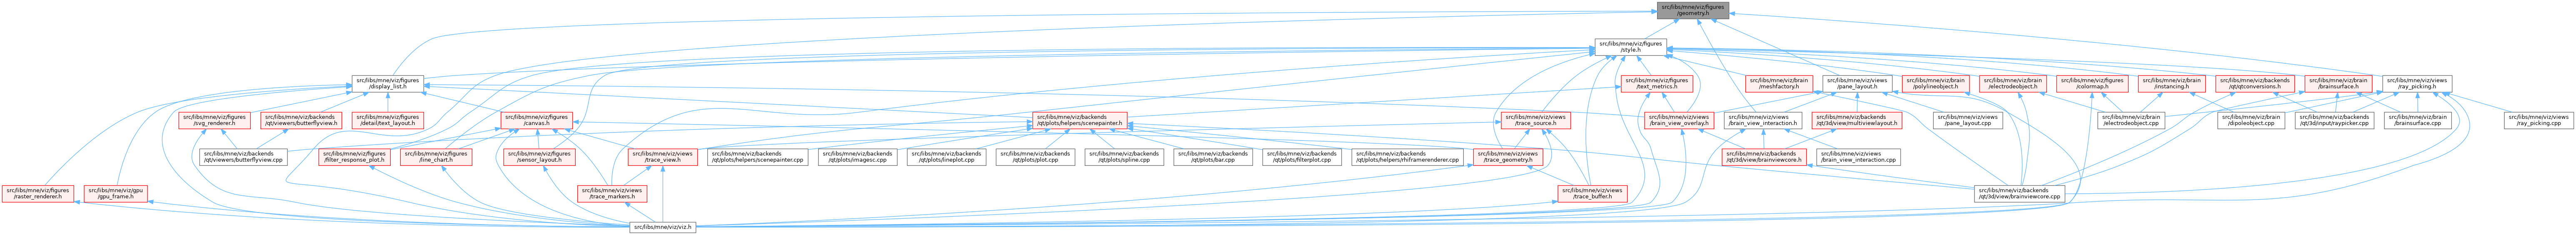 src/libs/mne/viz/figures
/geometry.h
src/libs/mne/viz/figures
/style.h
src/libs/mne/viz/figures
/display_list.h
src/libs/mne/viz/figures
/text_metrics.h
src/libs/mne/viz/brain
/meshfactory.h
src/libs/mne/viz/views
/pane_layout.h
src/libs/mne/viz/brain
/polylineobject.h
src/libs/mne/viz/brain
/electrodeobject.h
src/libs/mne/viz/figures
/colormap.h
src/libs/mne/viz/brain
/instancing.h
src/libs/mne/viz/backends
/qt/qtconversions.h
src/libs/mne/viz/brain
/brainsurface.h
src/libs/mne/viz/views
/ray_picking.h
src/libs/mne/viz/figures
/svg_renderer.h
src/libs/mne/viz/backends
/qt/viewers/butterflyview.h
src/libs/mne/viz/figures
/detail/text_layout.h
src/libs/mne/viz/figures
/canvas.h
src/libs/mne/viz/backends
/qt/plots/helpers/scenepainter.h
src/libs/mne/viz/views
/trace_source.h
src/libs/mne/viz/views
/brain_view_overlay.h
src/libs/mne/viz/views
/brain_view_interaction.h
src/libs/mne/viz/backends
/qt/3d/view/multiviewlayout.h
src/libs/mne/viz/views
/pane_layout.cpp
src/libs/mne/viz/brain
/electrodeobject.cpp
src/libs/mne/viz/brain
/dipoleobject.cpp
src/libs/mne/viz/backends
/qt/3d/input/raypicker.cpp
src/libs/mne/viz/brain
/brainsurface.cpp
src/libs/mne/viz/views
/ray_picking.cpp
src/libs/mne/viz/backends
/qt/viewers/butterflyview.cpp
src/libs/mne/viz/figures
/filter_response_plot.h
src/libs/mne/viz/figures
/line_chart.h
src/libs/mne/viz/figures
/sensor_layout.h
src/libs/mne/viz/views
/trace_view.h
src/libs/mne/viz/backends
/qt/plots/helpers/scenepainter.cpp
src/libs/mne/viz/backends
/qt/plots/imagesc.cpp
src/libs/mne/viz/backends
/qt/plots/lineplot.cpp
src/libs/mne/viz/backends
/qt/plots/plot.cpp
src/libs/mne/viz/backends
/qt/plots/spline.cpp
src/libs/mne/viz/backends
/qt/plots/bar.cpp
src/libs/mne/viz/backends
/qt/plots/filterplot.cpp
src/libs/mne/viz/backends
/qt/plots/helpers/rhiframerenderer.cpp
src/libs/mne/viz/views
/trace_geometry.h
src/libs/mne/viz/backends
/qt/3d/view/brainviewcore.h
src/libs/mne/viz/views
/brain_view_interaction.cpp
src/libs/mne/viz/figures
/raster_renderer.h
src/libs/mne/viz/gpu
/gpu_frame.h
src/libs/mne/viz/views
/trace_markers.h
src/libs/mne/viz/views
/trace_buffer.h
src/libs/mne/viz/backends
/qt/3d/view/brainviewcore.cpp
src/libs/mne/viz/viz.h